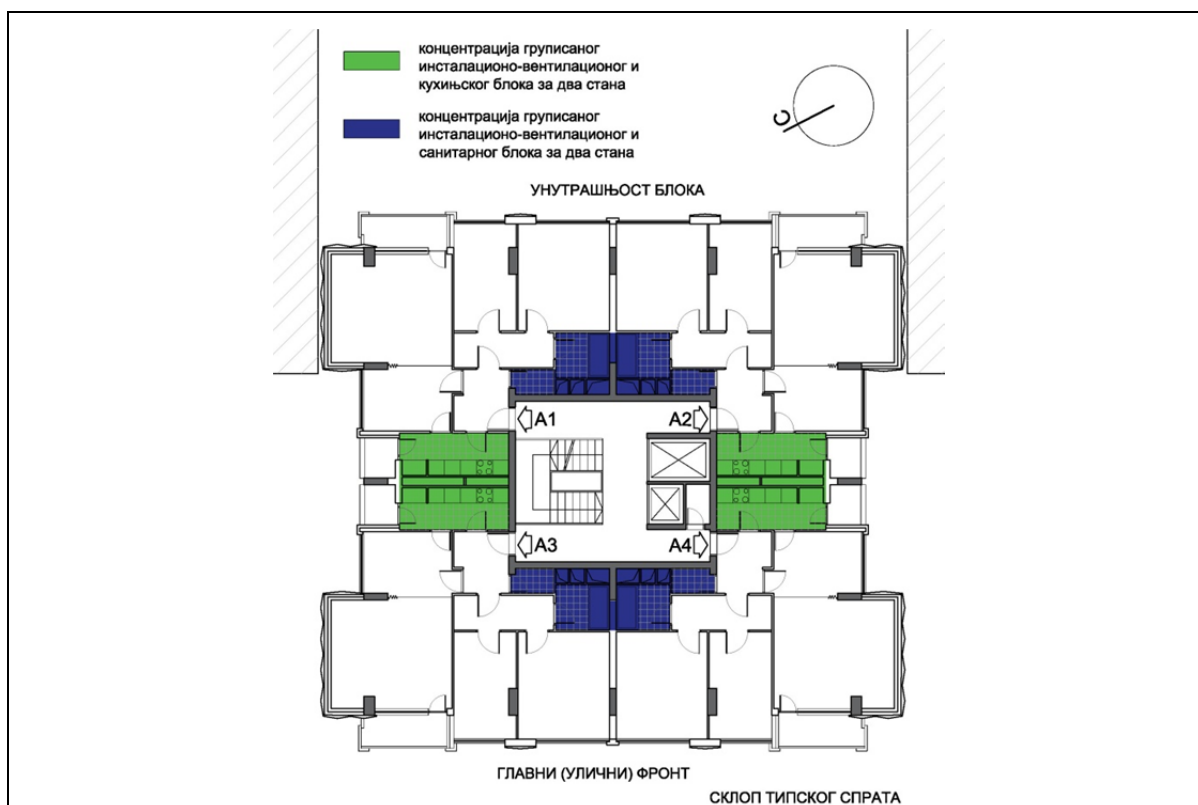 концентрација груписаног
инсталационо-вентилационог и
кухињског блока за два стана
концентрација груписаног
инсталационо-вентилационог и
санитарног блока за два стана
С
УНУТРАШЊОСТ БЛОКА
А1
А2
А3
А4
ГЛАВНИ (УЛИЧНИ) ФРОНТ
СКЛОП ТИПСКОГ СПРАТА